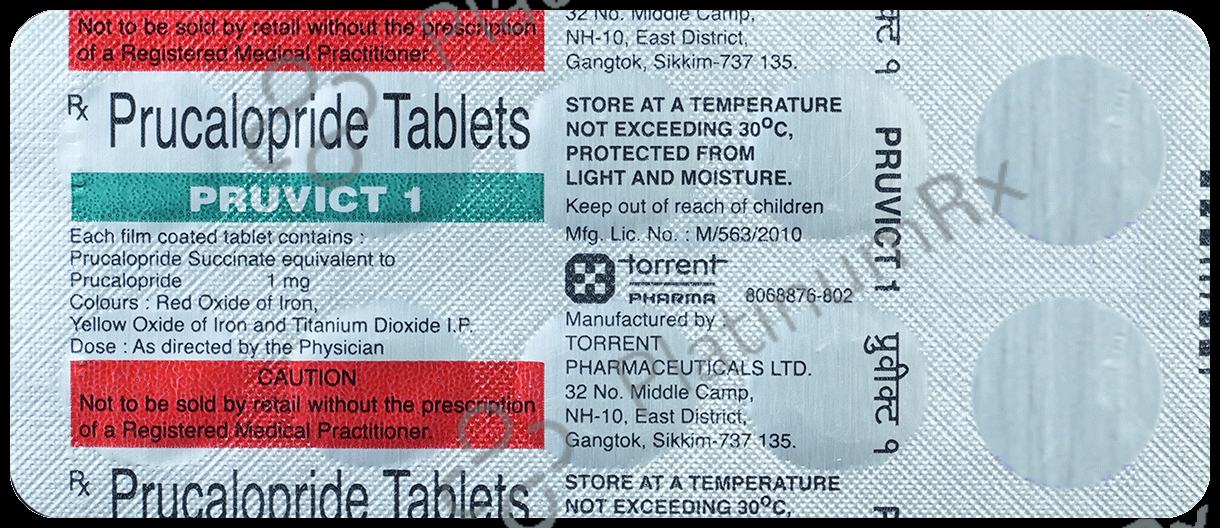 Not to be sold by retail without the prescription
of a Registered Medical Practitioner.
Rx Prucalopride Tablets
PRUVICT 1
Each film coated tablet contains :
Prucalopride Succinate equivalent to
Prucalopride 1 mg
Colours : Red Oxide of Iron,
Yellow Oxide of Iron and Titanium Dioxide I.P.
Dose : As directed by the Physician
CAUTION
Not to be sold by retail without the prescription
of a Registered Medical Practitioner.
Rx Prucalopride Tablets
32 No. Middle Camp,
NH-10, East District,
Gangtok, Sikkim-737 135.
STORE AT A TEMPERATURE
NOT EXCEEDING 30°C,
PROTECTED FROM
LIGHT AND MOISTURE.
Keep out of reach of children
Mfg. Lic. No. : M/563/2010
torrent
PHARMA 8068876-802
Manufactured by :
TORRENT
PHARMACEUTICALS LTD.
32 No. Middle Camp,
NH-10, East District,
Gangtok, Sikkim-737 135.
STORE AT A TEMPERATURE
NOT EXCEEDING 30°C,
१
PRUVICT 1
प्रुवीक्ट १
PlatinumRx